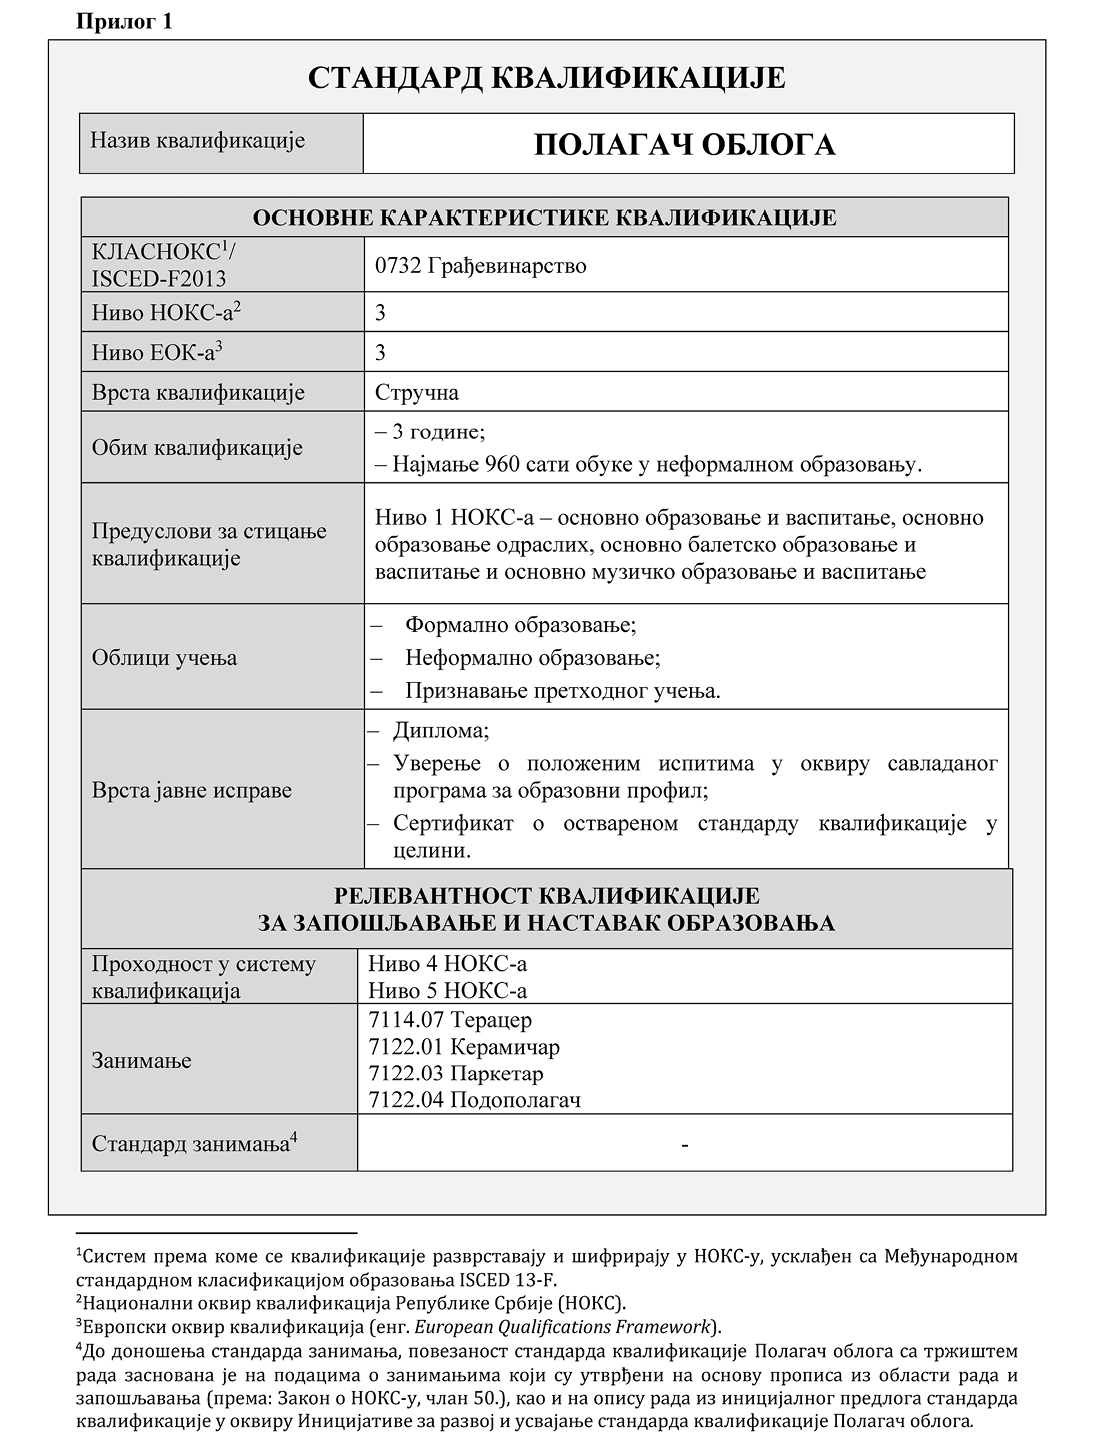 Прилог 1
СТАНДАРД КВАЛИФИКАЦИЈЕ
Назив квалификације
ПОЛАГАЧ ОБЛОГА
ОСНОВНЕ КАРАКТЕРИСТИКЕ КВАЛИФИКАЦИЈЕ
КЛАСНОКС¹/
ISCED-F2013
0732 Грађевинарство
Ниво НОКС-а²
3
Ниво ЕОК-а³
3
Врста квалификације
Стручна
Обим квалификације
– 3 године;
– Најмање 960 сати обуке у неформалном образовању.
Предуслови за стицање
квалификације
Ниво 1 НОКС-а – основно образовање и васпитање, основно
образовање одраслих, основно балетско образовање и
васпитање и основно музичко образовање и васпитање
Облици учења
– Формално образовање;
– Неформално образовање;
– Признавање претходног учења.
Врста јавне исправе
– Диплома;
– Уверење о положеним испитима у оквиру савладаног
програма за образовни профил;
– Сертификат о оствареном стандарду квалификације у
целини.
РЕЛЕВАНТНОСТ КВАЛИФИКАЦИЈЕ
ЗА ЗАПОШЉАВАЊЕ И НАСТАВАК ОБРАЗОВАЊА
Проходност у систему
квалификација
Ниво 4 НОКС-а
Ниво 5 НОКС-а
Занимање
7114.07 Терацер
7122.01 Керамичар
7122.03 Паркетар
7122.04 Подополагач
Стандард занимања⁴
-
¹Систем према коме се квалификације разврставају и шифрирају у НОКС-у, усклађен са Међународном
стандардном класификацијом образовања ISCED 13-F.
²Национални оквир квалификација Републике Србије (НОКС).
³Европски оквир квалификација (енг. European Qualifications Framework).
⁴До доношења стандарда занимања, повезаност стандарда квалификације Полагач облога са тржиштем
рада заснована је на подацима о занимањима који су утврђени на основу прописа из области рада и
запошљавања (према: Закон о НОКС-у, члан 50.), као и на опису рада из иницијалног предлога стандарда
квалификације у оквиру Иницијативе за развој и усвајање стандарда квалификације Полагач облога.